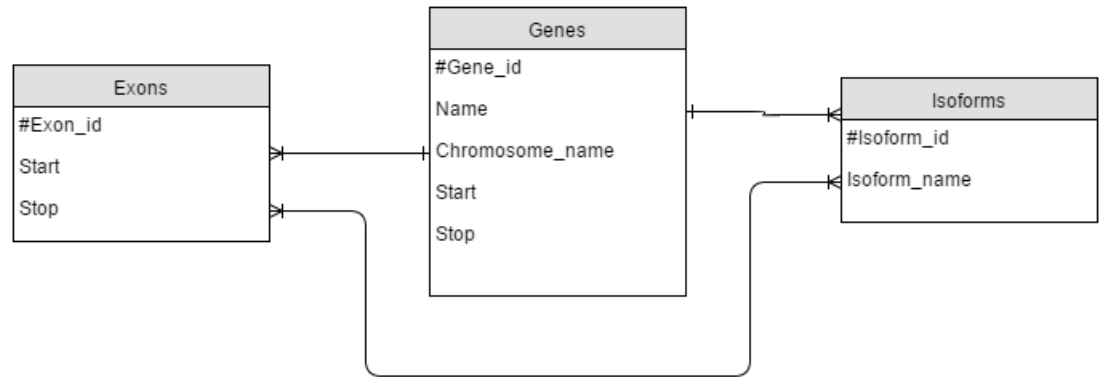 Exons
#Exon_id
Start
Stop
Genes
#Gene_id
Name
Chromosome_name
Start
Stop
Isoforms
#Isoform_id
Isoform_name